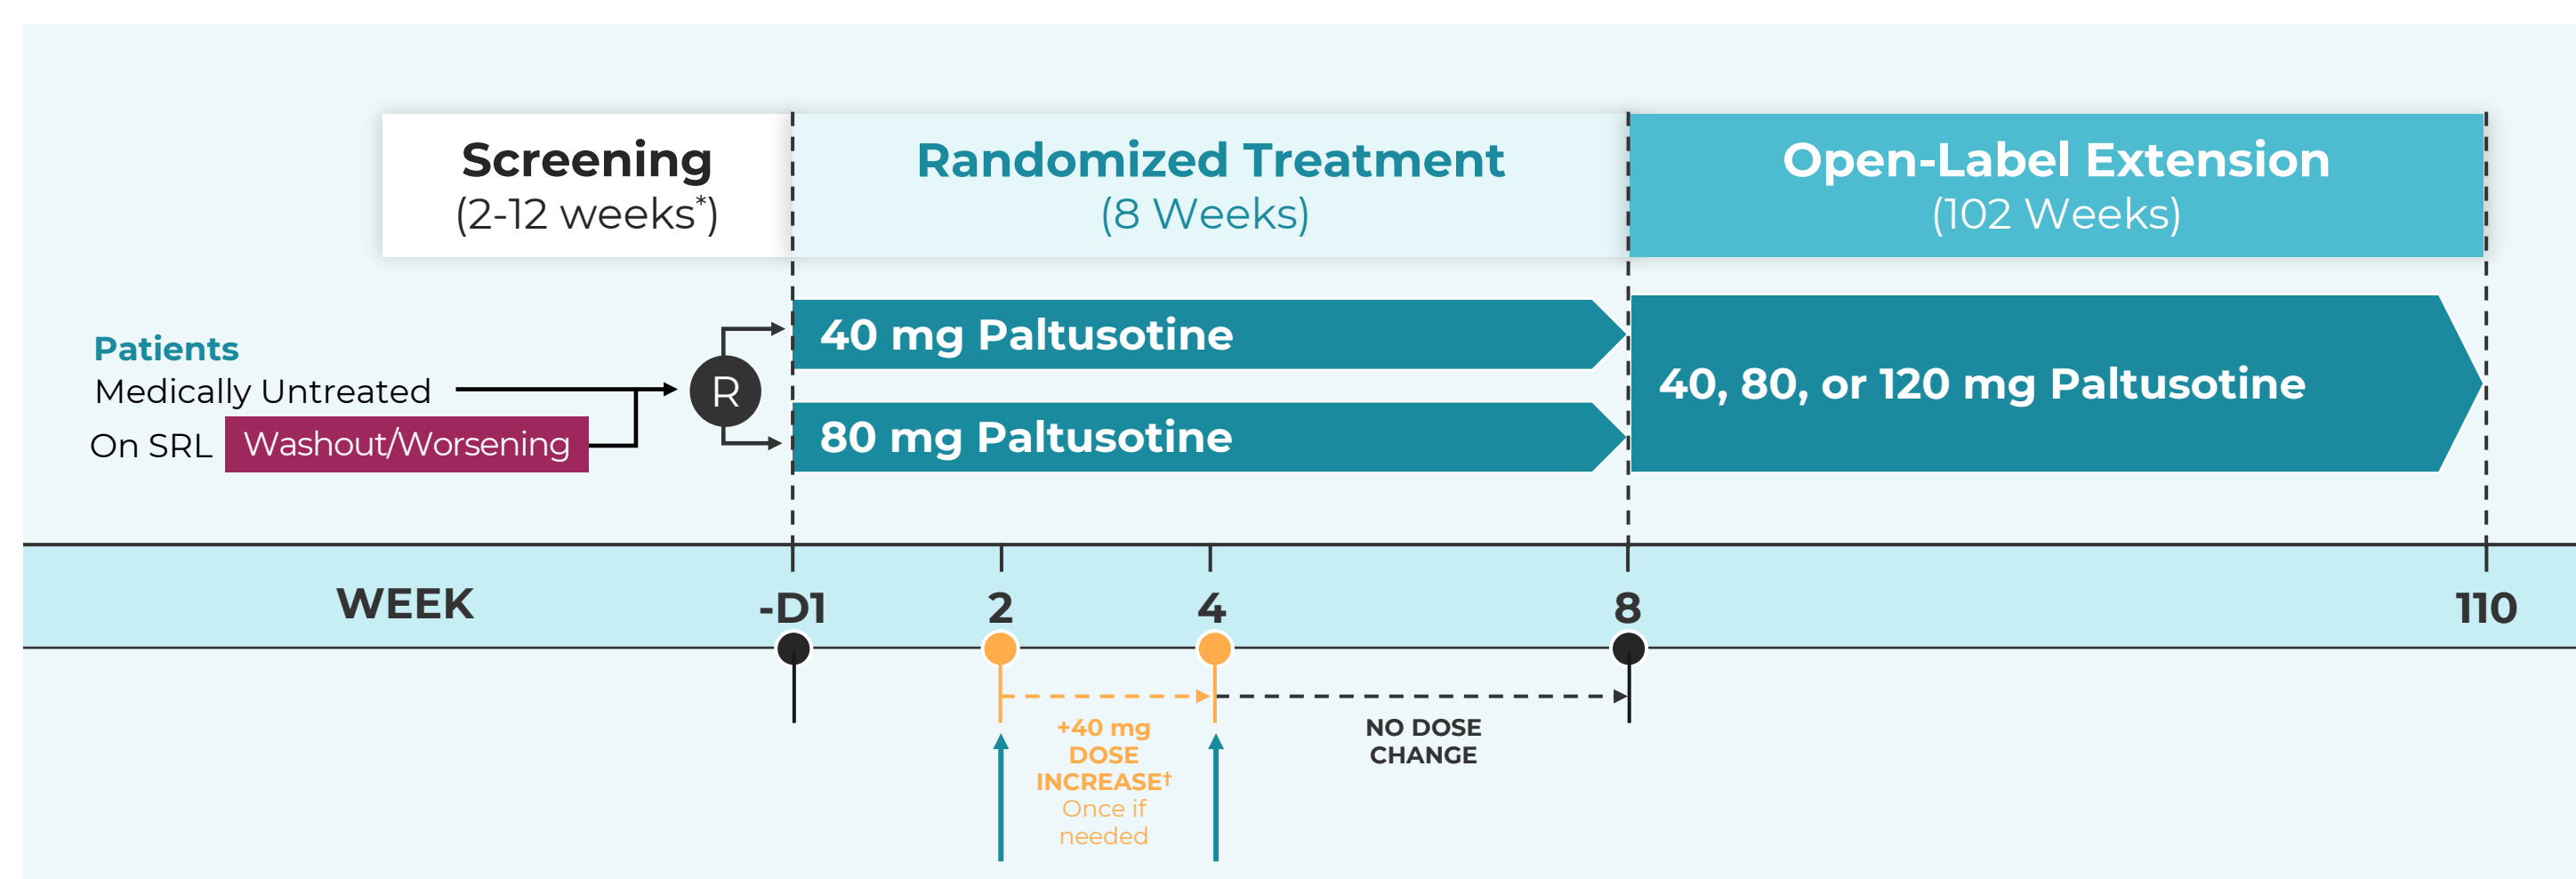 Screening
(2-12 weeks*)
Randomized Treatment
(8 Weeks)
Open-Label Extension
(102 Weeks)
Patients
Medically Untreated
On SRL Washout/Worsening
R
40 mg Paltusotine
80 mg Paltusotine
40, 80, or 120 mg Paltusotine
WEEK -D1 2 4 8 110
+40 mg
DOSE
INCREASE†
Once if
needed
NO DOSE
CHANGE